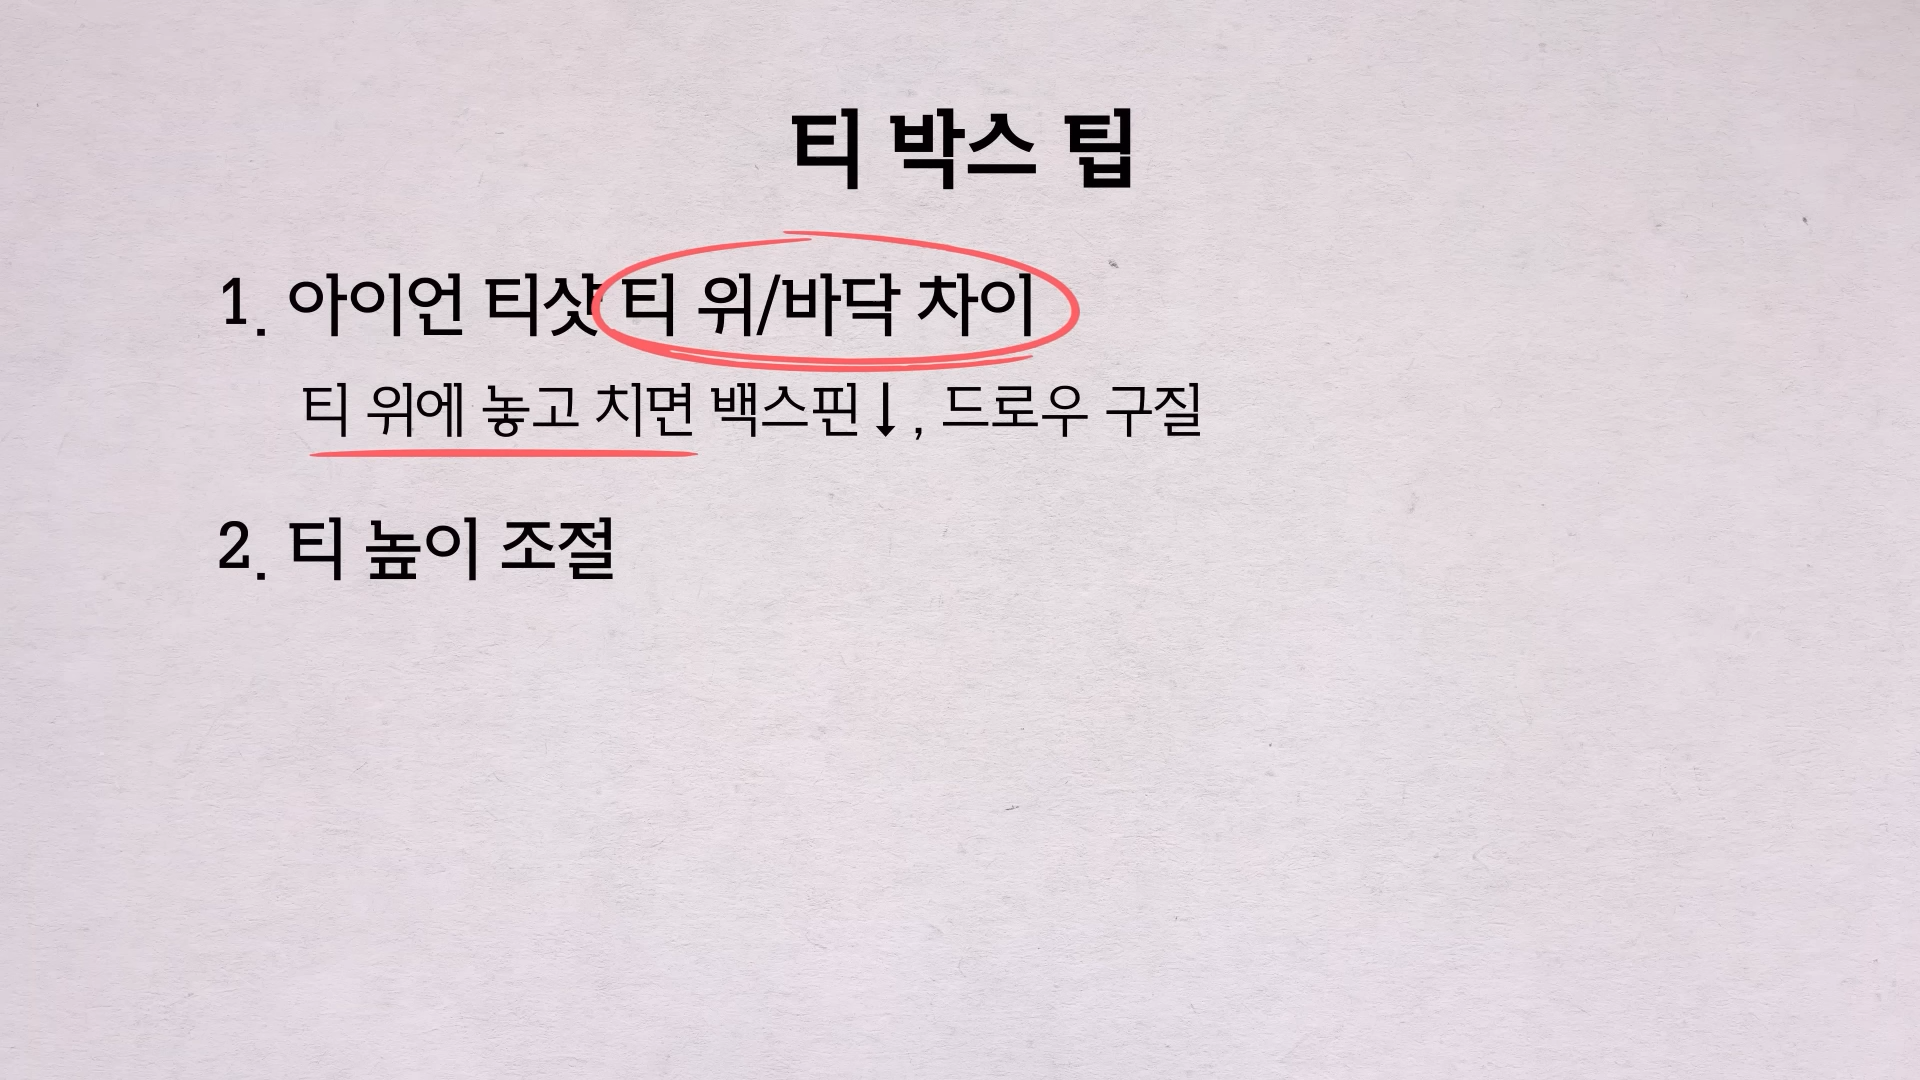 티 박스 팁
1. 아이언 티샷 티 위/바닥 차이
티 위에 놓고 치면 백스핀↓, 드로우 구질
2. 티 높이 조절